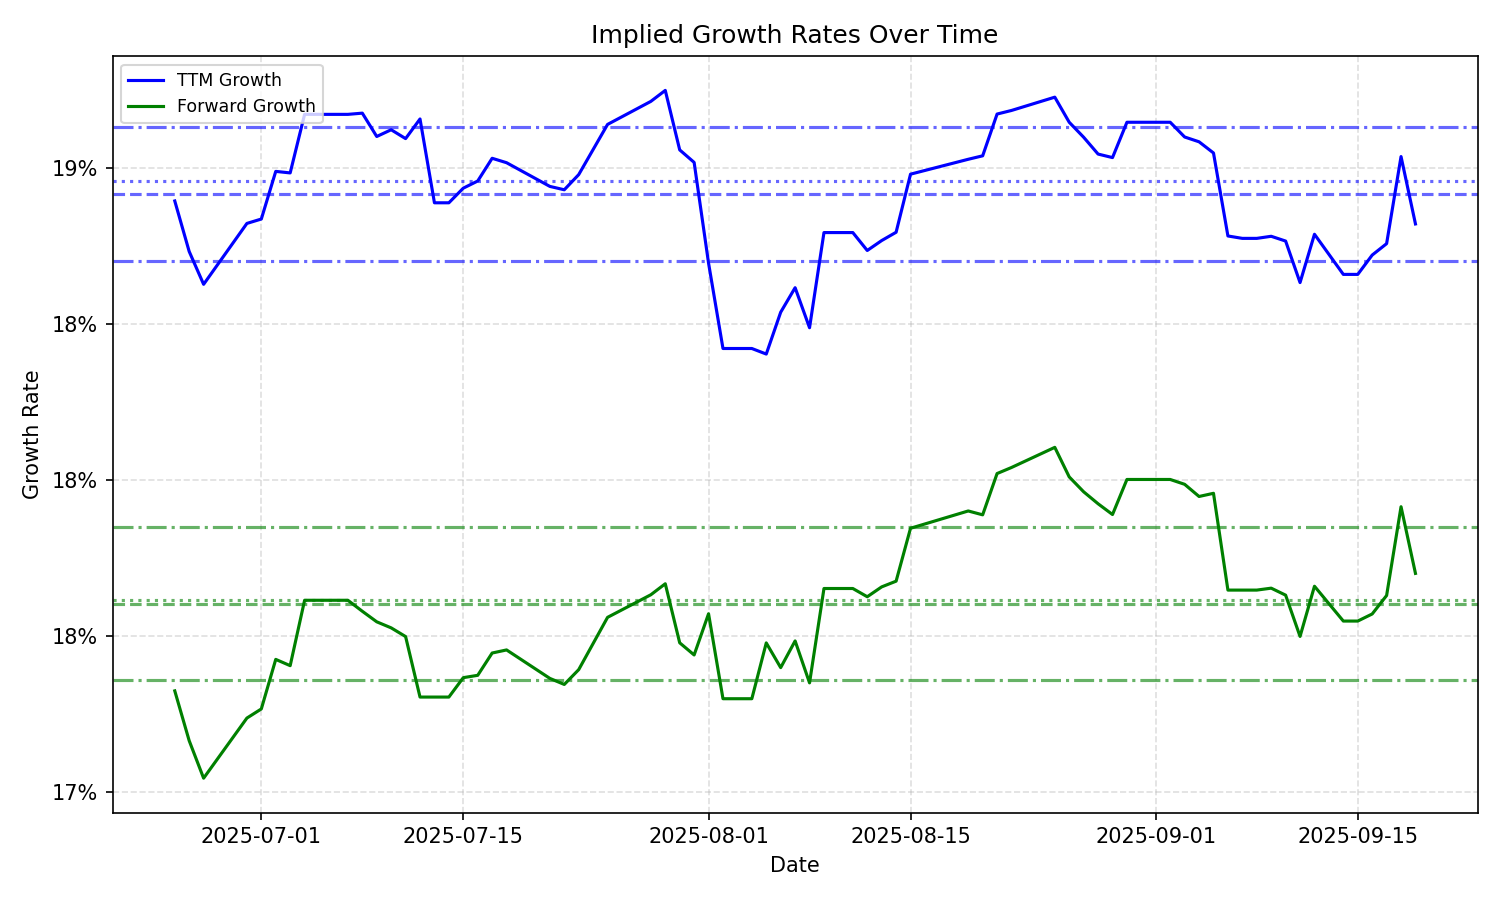 Implied Growth Rates Over Time
TTM Growth
Forward Growth
19%
18%
18%
18%
17%
Growth Rate
2025-07-01
2025-07-15
2025-08-01
2025-08-15
2025-09-01
2025-09-15
Date